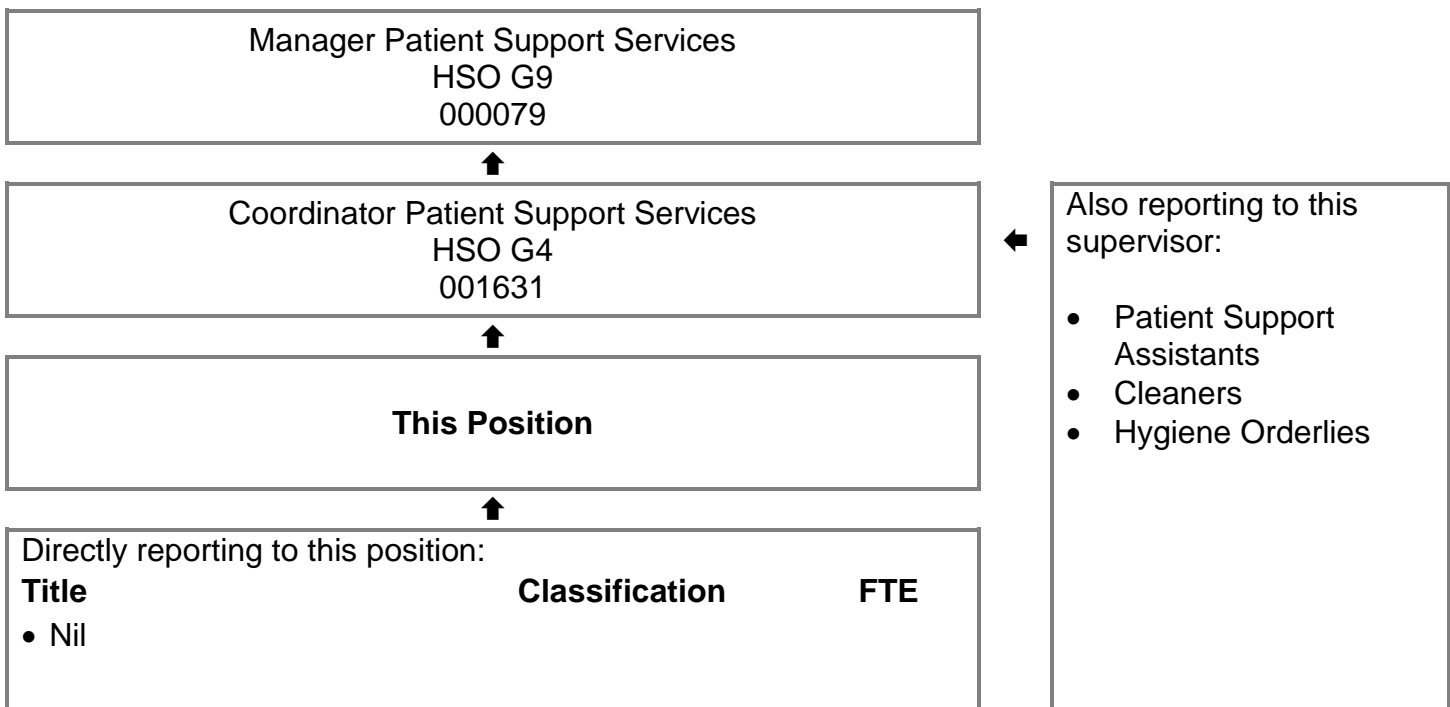 Manager Patient Support Services
HSO G9
000079
Coordinator Patient Support Services
HSO G4
001631
Also reporting to this
supervisor:
• Patient Support
Assistants
• Cleaners
• Hygiene Orderlies
This Position
Directly reporting to this position:
Title Classification FTE
• Nil